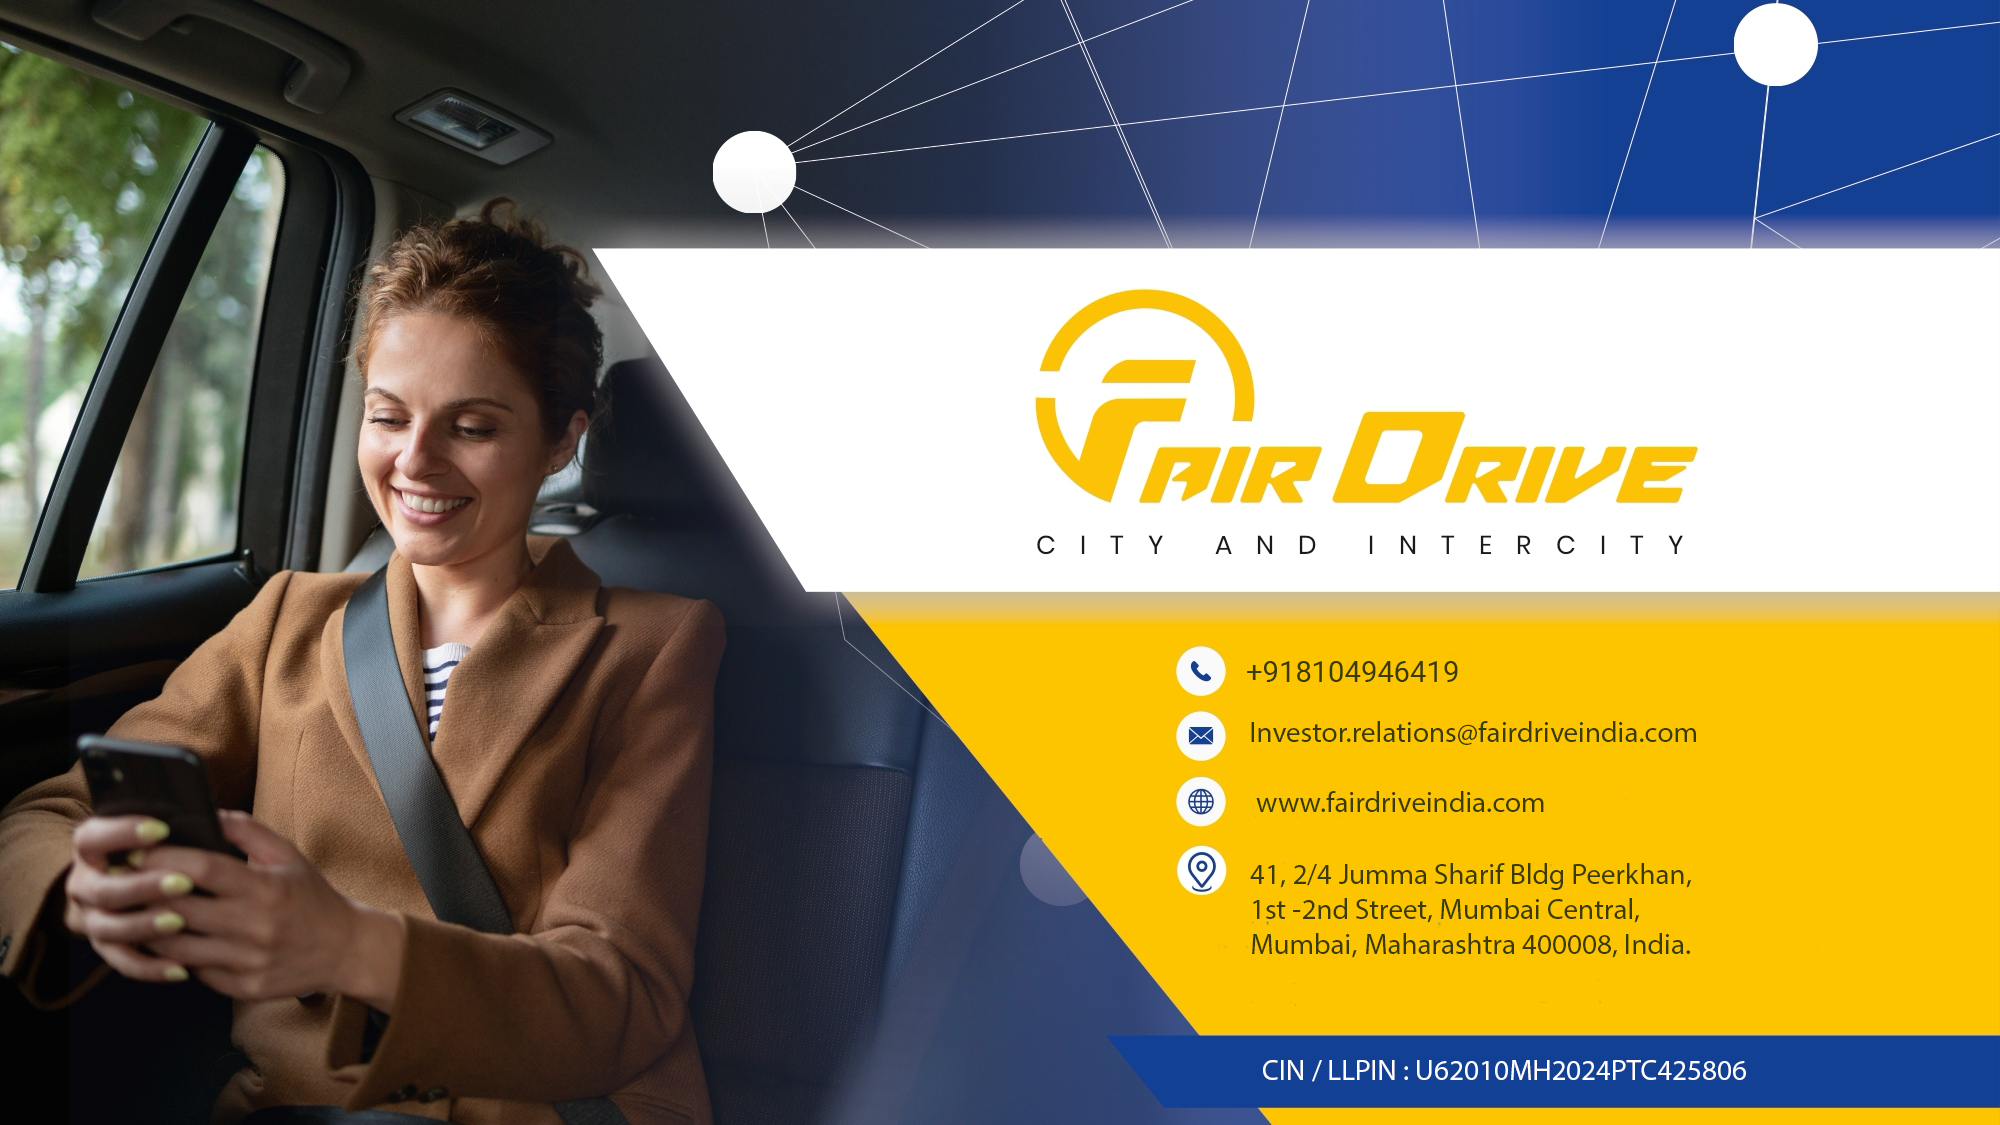 FAIR DRIVE
CITY AND INTERCITY
+918104946419
Investor.relations@fairdriveindia.com
www.fairdriveindia.com
41, 2/4 Jumma Sharif Bldg Peerkhan,
1st -2nd Street, Mumbai Central,
Mumbai, Maharashtra 400008, India.
CIN / LLPIN : U62010MH2024PTC425806